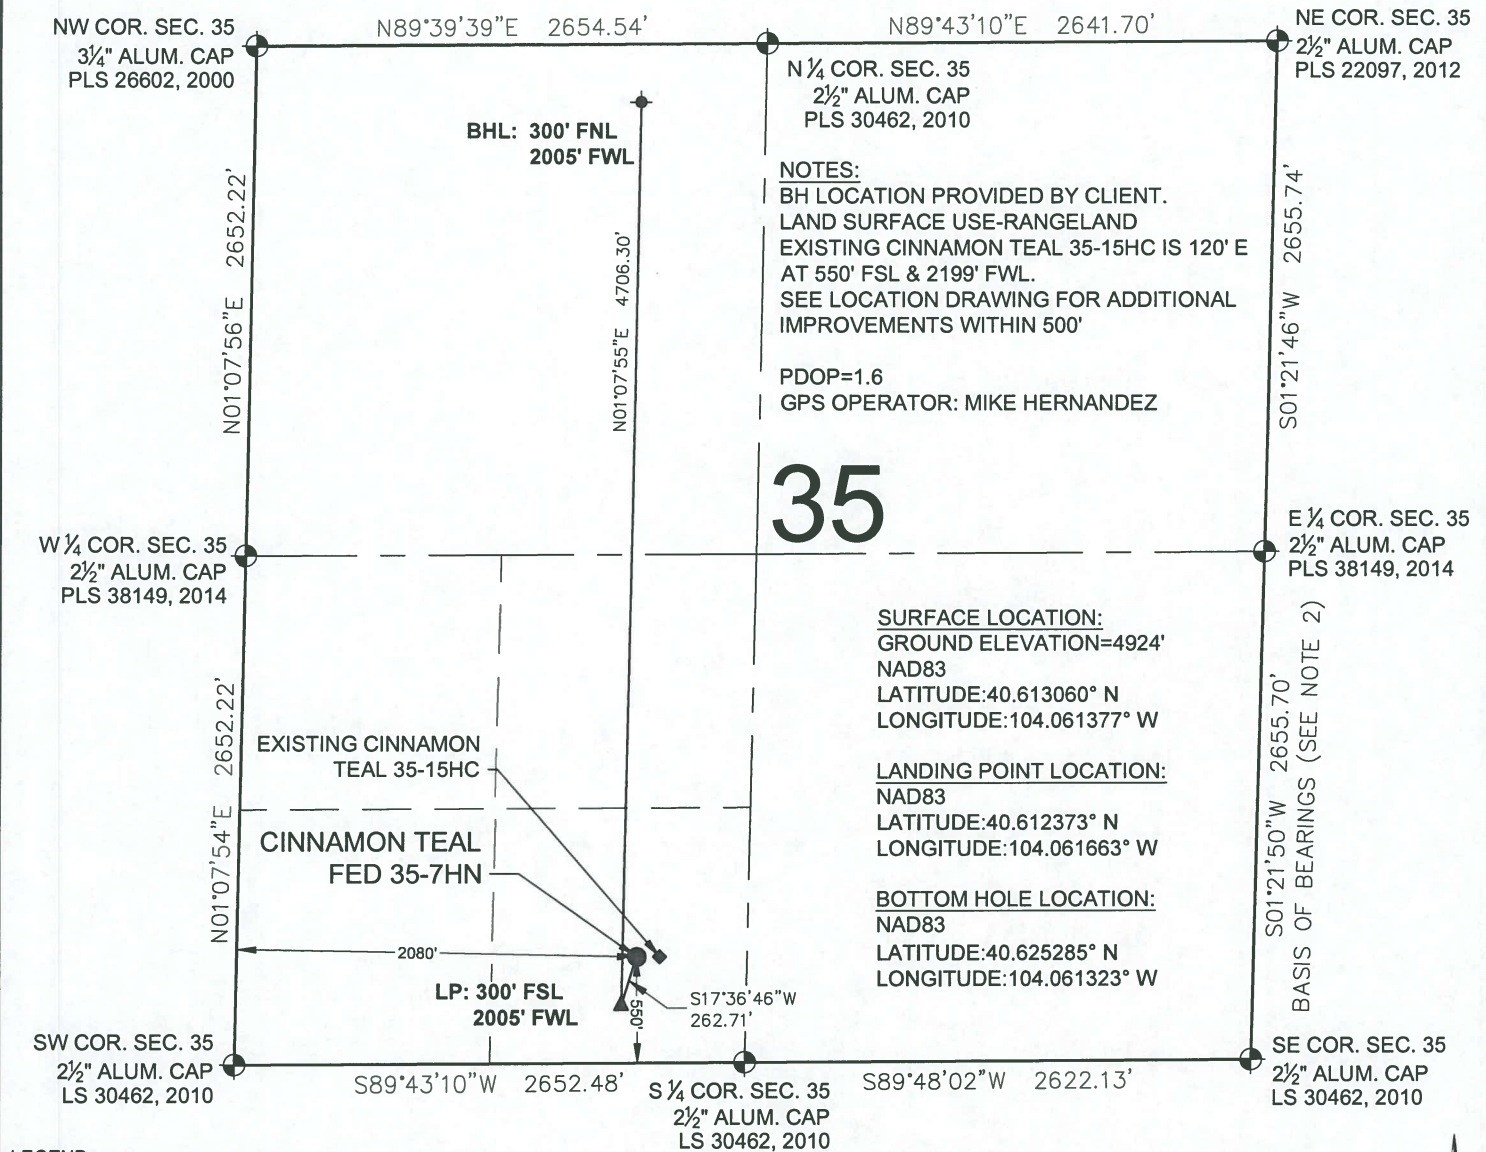 NW COR. SEC. 35
3¼" ALUM. CAP
PLS 26602, 2000
N89°39'39"E 2654.54'
N89°43'10"E 2641.70'
NE COR. SEC. 35
2½" ALUM. CAP
PLS 22097, 2012
N ¼ COR. SEC. 35
2½" ALUM. CAP
PLS 30462, 2010
BHL: 300' FNL
2005' FWL
NOTES:
BH LOCATION PROVIDED BY CLIENT.
LAND SURFACE USE-RANGELAND
EXISTING CINNAMON TEAL 35-15HC IS 120' E
AT 550' FSL & 2199' FWL.
SEE LOCATION DRAWING FOR ADDITIONAL
IMPROVEMENTS WITHIN 500'
PDOP=1.6
GPS OPERATOR: MIKE HERNANDEZ
N01°07'56"E 2652.22'
N01°07'55"E 4706.30'
S01°21'46"W 2655.74'
35
W ¼ COR. SEC. 35
2½" ALUM. CAP
PLS 38149, 2014
E ¼ COR. SEC. 35
2½" ALUM. CAP
PLS 38149, 2014
SURFACE LOCATION:
GROUND ELEVATION=4924'
NAD83
LATITUDE:40.613060° N
LONGITUDE:104.061377° W
LANDING POINT LOCATION:
NAD83
LATITUDE:40.612373° N
LONGITUDE:104.061663° W
BOTTOM HOLE LOCATION:
NAD83
LATITUDE:40.625285° N
LONGITUDE:104.061323° W
N01°07'54"E 2652.22'
EXISTING CINNAMON
TEAL 35-15HC
CINNAMON TEAL
FED 35-7HN
2080'
LP: 300' FSL
2005' FWL
550'
S17°36'46"W
262.71'
S01°21'50"W 2655.70'
BASIS OF BEARINGS (SEE NOTE 2)
SW COR. SEC. 35
2½" ALUM. CAP
LS 30462, 2010
S89°43'10"W 2652.48'
S ¼ COR. SEC. 35
2½" ALUM. CAP
LS 30462, 2010
S89°48'02"W 2622.13'
SE COR. SEC. 35
2½" ALUM. CAP
LS 30462, 2010